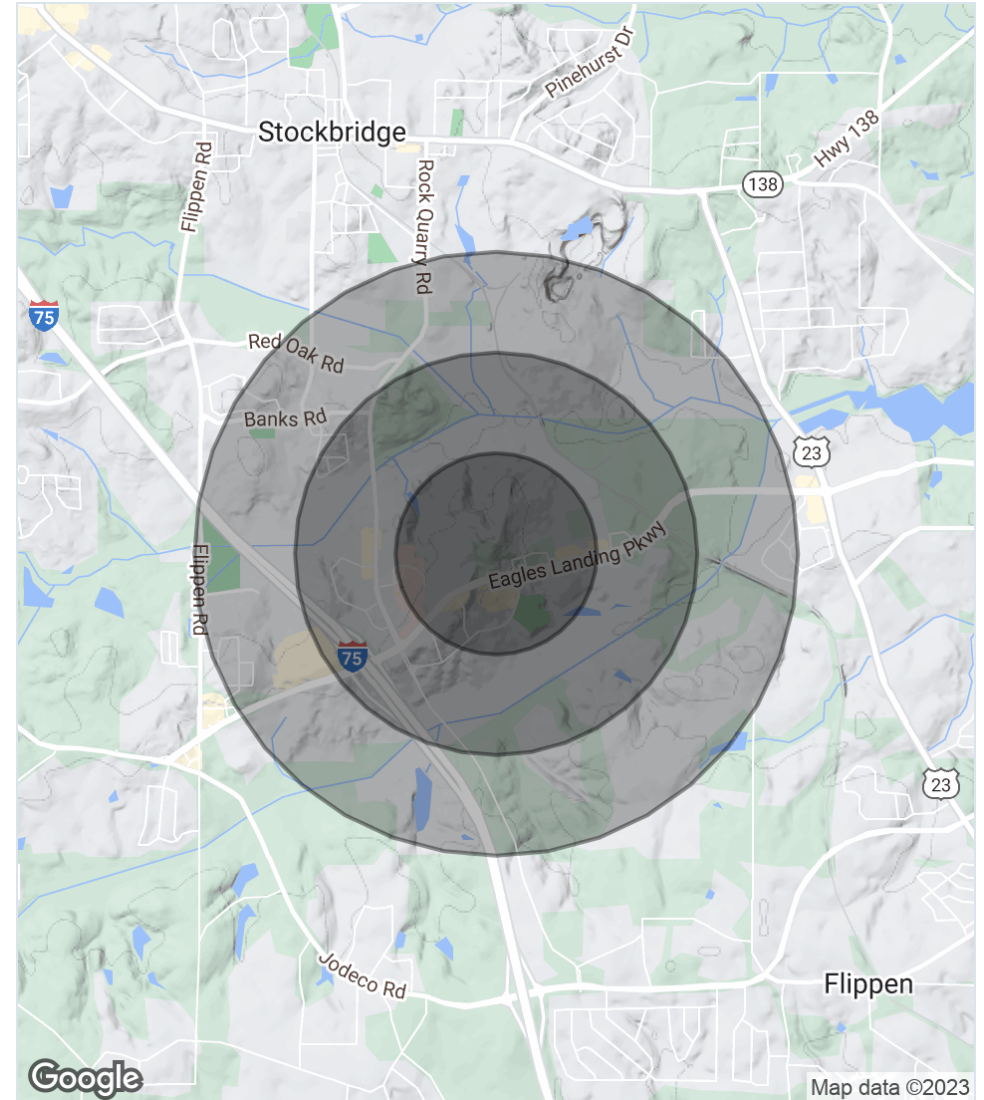 Pinehurst Dr
Stockbridge
Hwy 138
Flippen Rd
Rock Quarry Rd
138
75
Red Oak Rd
Banks Rd
23
Eagles Landing Pkwy
Flippen Rd
75
23
Jodeco Rd
Flippen
Google
Map data ©2023